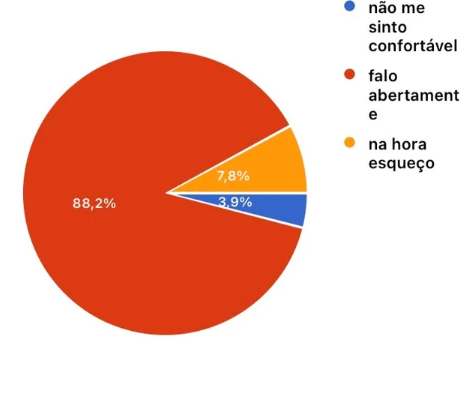 não me
sinto
confortável
falo
abertament
e
na hora
esqueço
7,8%
3,9%
88,2%